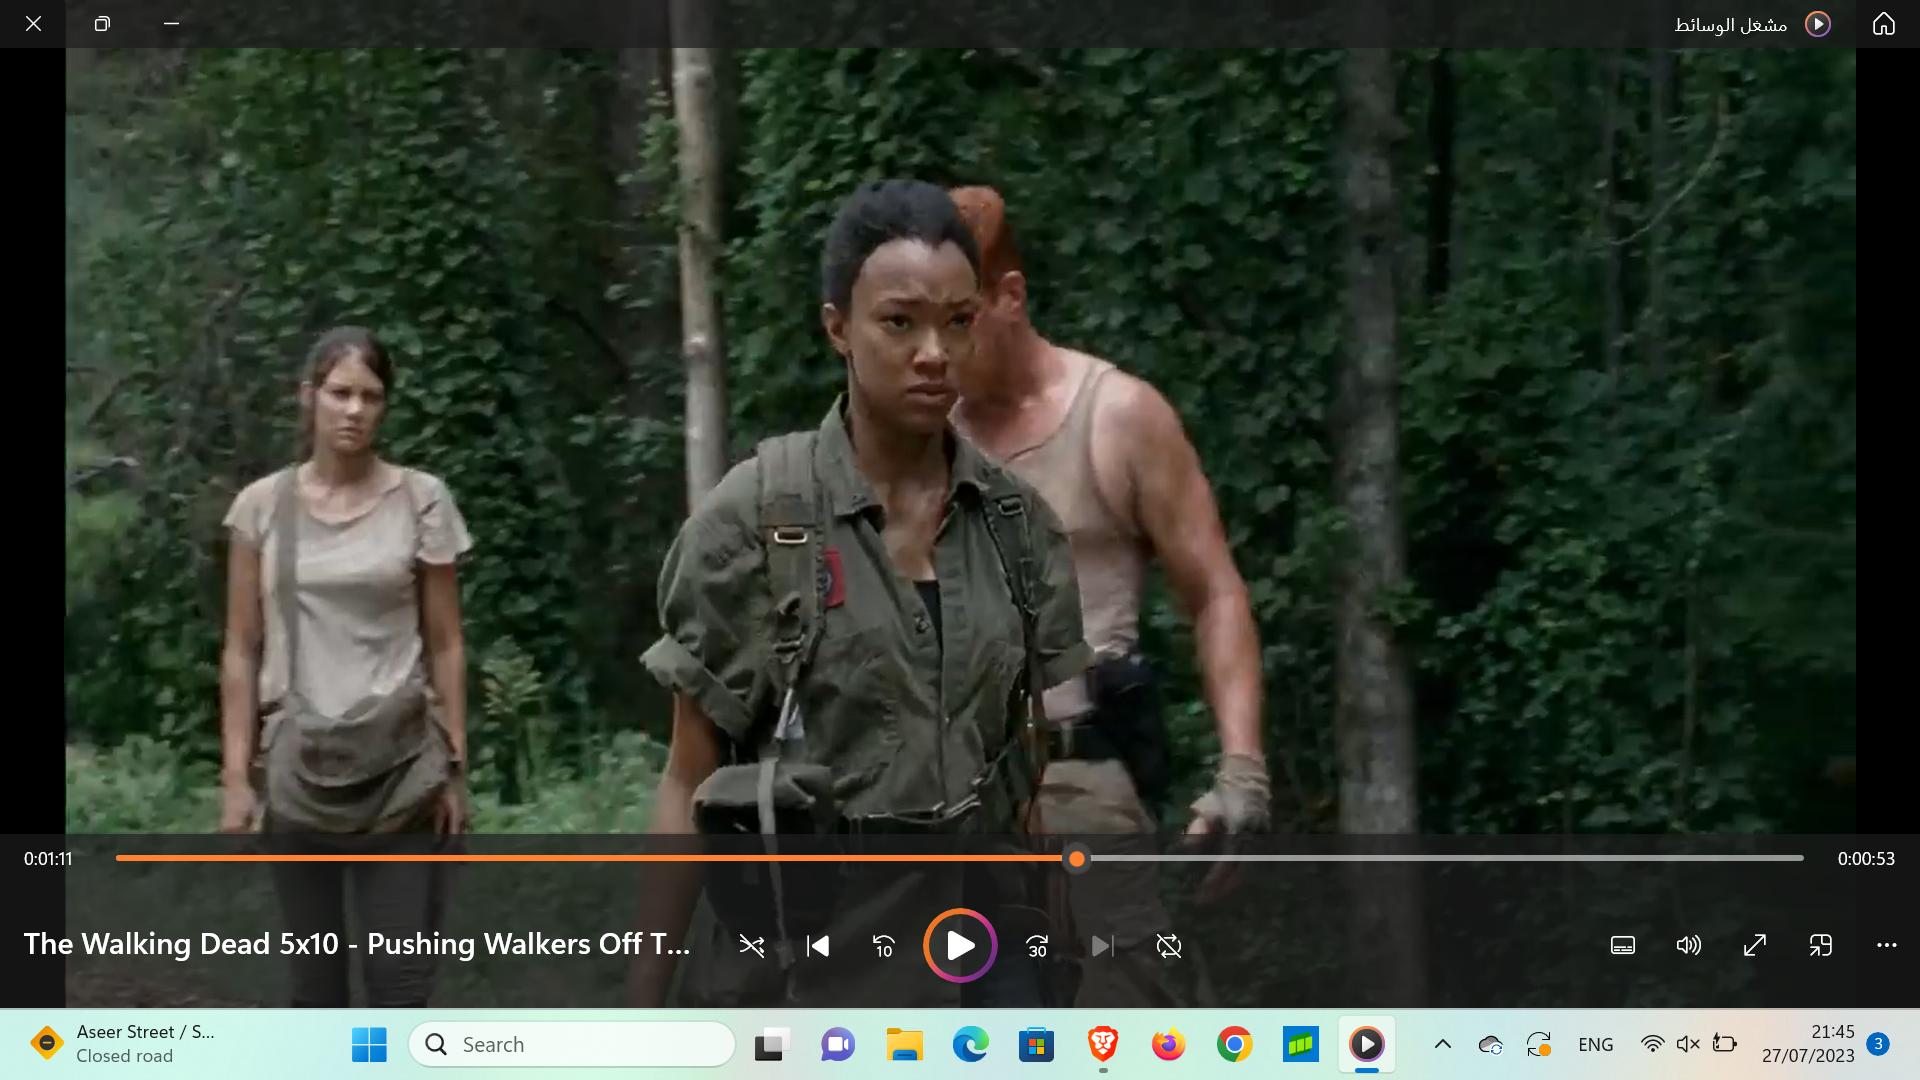 مشغل الوسائط
0:01:11
0:00:53
The Walking Dead 5x10 - Pushing Walkers Off T...
10
30
Aseer Street / S...
Closed road
Search
ENG
21:45
27/07/2023
3